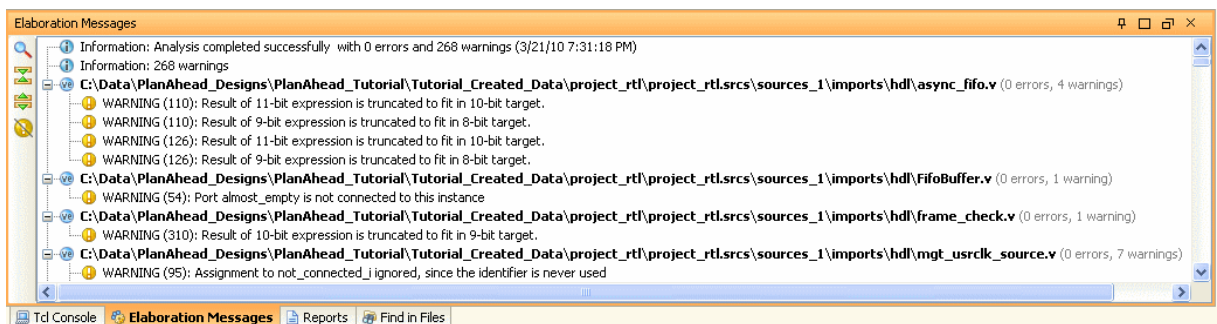 Elaboration Messages
Information: Analysis completed successfully with 0 errors and 268 warnings (3/21/10 7:31:18 PM)
Information: 268 warnings
C:\Data\PlanAhead_Designs\PlanAhead_Tutorial\Tutorial_Created_Data\project_rtl\project_rtl.srcs\sources_1\imports\hdl\async_fifo.v (0 errors, 4 warnings)
WARNING (110): Result of 11-bit expression is truncated to fit in 10-bit target.
WARNING (110): Result of 9-bit expression is truncated to fit in 8-bit target.
WARNING (126): Result of 11-bit expression is truncated to fit in 10-bit target.
WARNING (126): Result of 9-bit expression is truncated to fit in 8-bit target.
C:\Data\PlanAhead_Designs\PlanAhead_Tutorial\Tutorial_Created_Data\project_rtl\project_rtl.srcs\sources_1\imports\hdl\FifoBuffer.v (0 errors, 1 warning)
WARNING (54): Port almost_empty is not connected to this instance
C:\Data\PlanAhead_Designs\PlanAhead_Tutorial\Tutorial_Created_Data\project_rtl\project_rtl.srcs\sources_1\imports\hdl\frame_check.v (0 errors, 1 warning)
WARNING (310): Result of 10-bit expression is truncated to fit in 9-bit target.
C:\Data\PlanAhead_Designs\PlanAhead_Tutorial\Tutorial_Created_Data\project_rtl\project_rtl.srcs\sources_1\imports\hdl\mgt_usrclk_source.v (0 errors, 7 warnings)
WARNING (95): Assignment to not_connected_i ignored, since the identifier is never used
Tcl Console Elaboration Messages Reports Find in Files